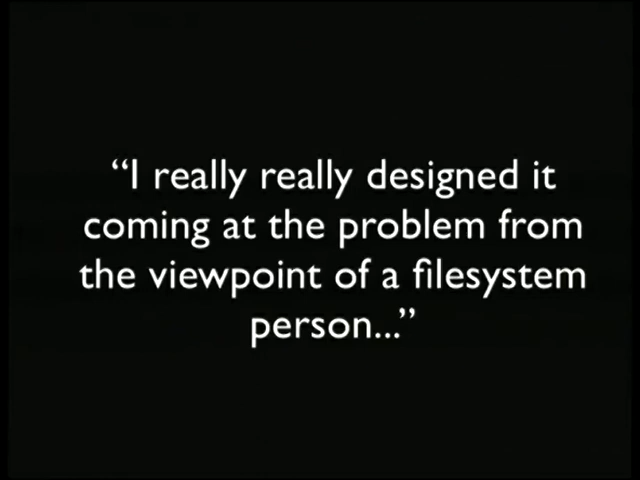 “I really really designed it
coming at the problem from
the viewpoint of a filesystem
person...”